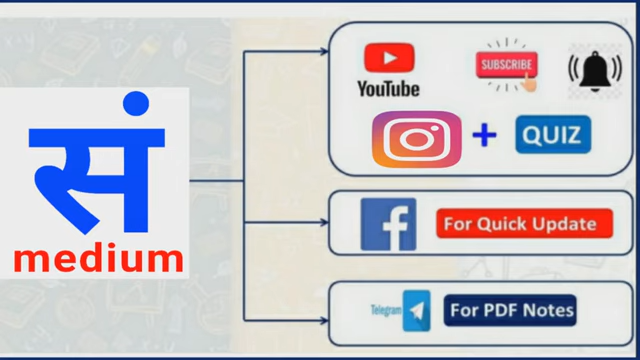 सं
medium
YouTube
SUBSCRIBE
+ QUIZ
For Quick Update
Telegram
For PDF Notes